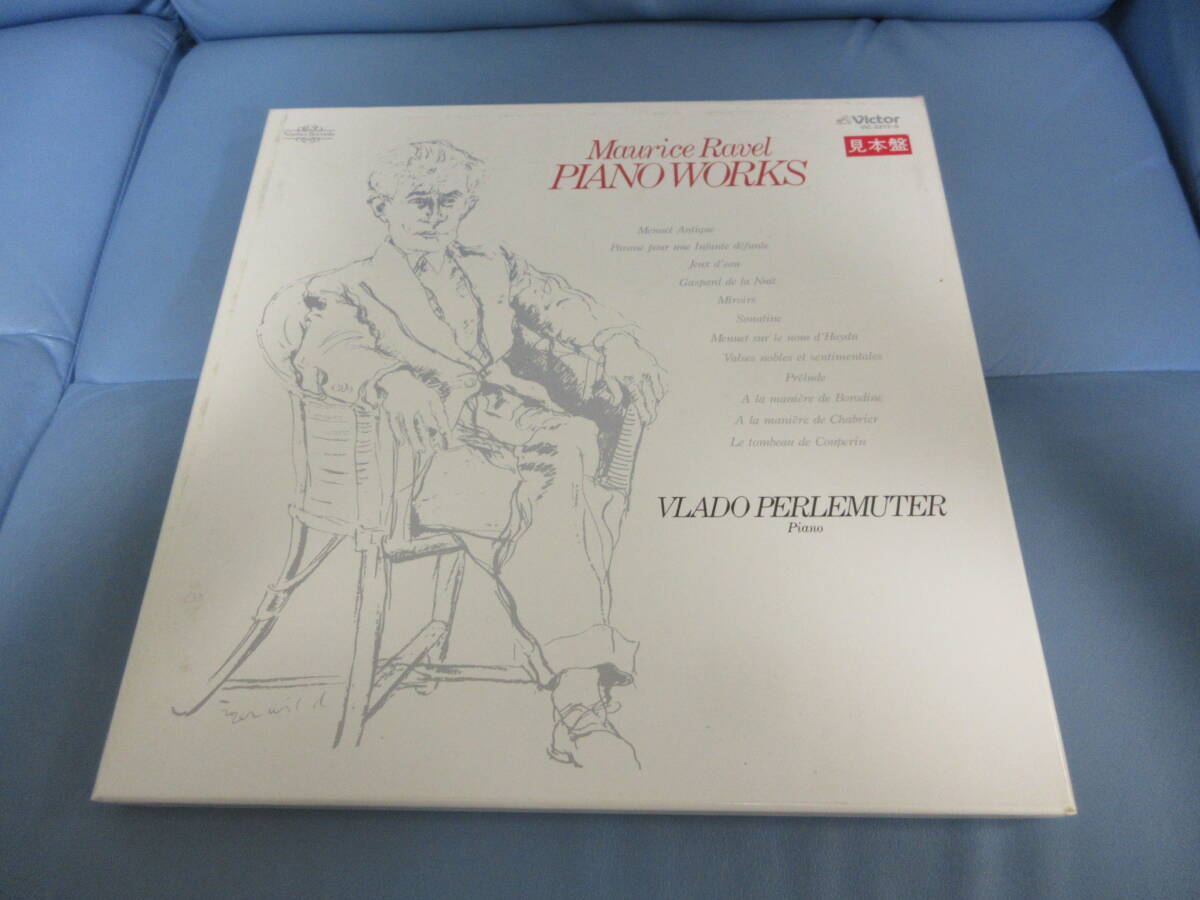 Nimbus Records
Victor
見本盤
Maurice Ravel
PIANO WORKS
Menuet Antique
Pavane pour une Infante défunte
Jeux d'eau
Gaspard de la Nuit
Miroirs
Sonatine
Menuet sur le nom d'Haydn
Valses nobles et sentimentales
Prélude
A la manière de Borodine
A la manière de Chabrier
Le tombeau de Couperin
VLADO PERLEMUTER
Piano